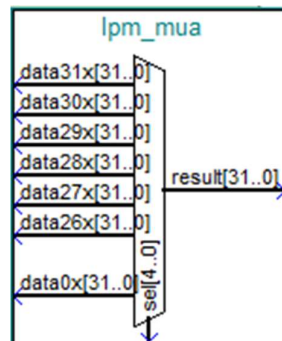 lpm_mua
data31x[31..0]
data30x[31..0]
data29x[31..0]
data28x[31..0]
data27x[31..0]
data26x[31..0]
data0x[31..0]
sel[4..0]
result[31..0]